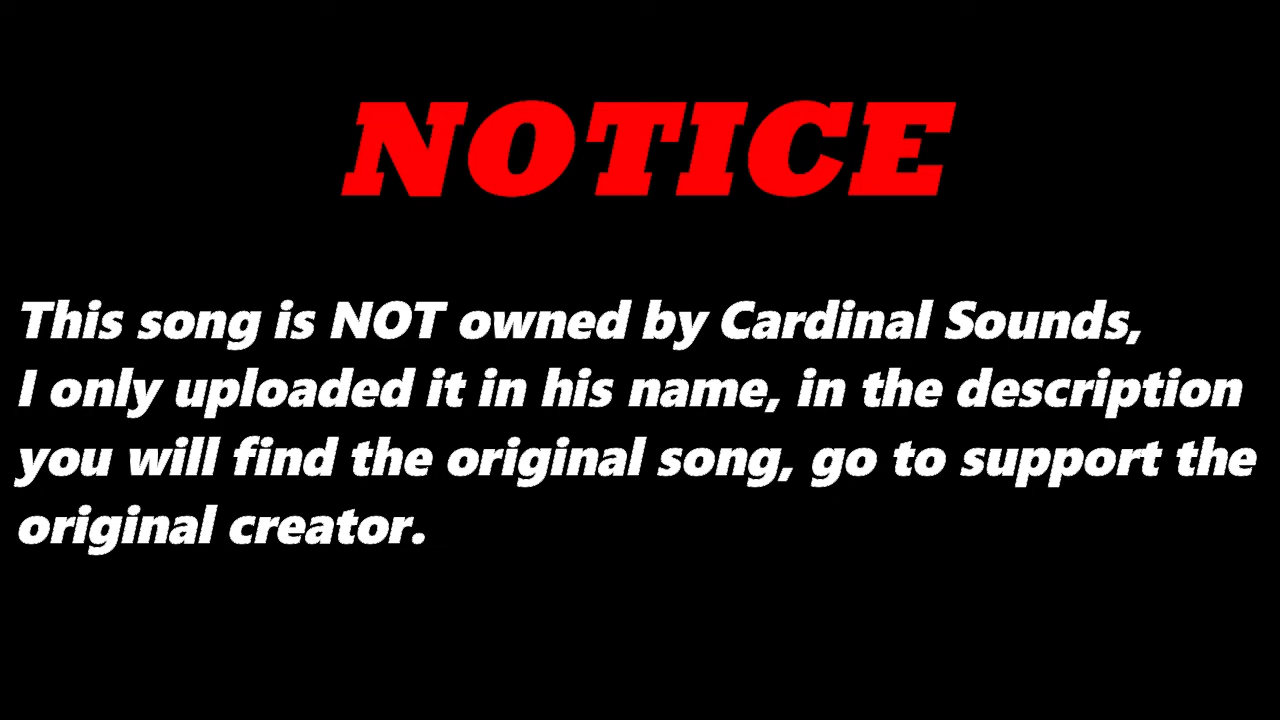 NOTICE
This song is NOT owned by Cardinal Sounds,
I only uploaded it in his name, in the description
you will find the original song, go to support the
original creator.